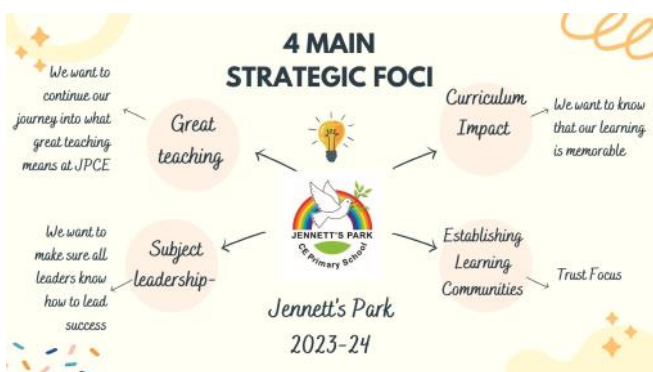 4 MAIN
STRATEGIC FOCI
We want to
continue our
journey into what
great teaching
means at JPCE
Great
teaching
Curriculum
Impact
We want to know
that our learning
is memorable
We want to
make sure all
leaders know
how to lead
success
Subject
leadership-
JENNETT'S PARK
CE Primary School
Establishing
Learning
Communities
Trust Focus
Jennett's Park
2023-24